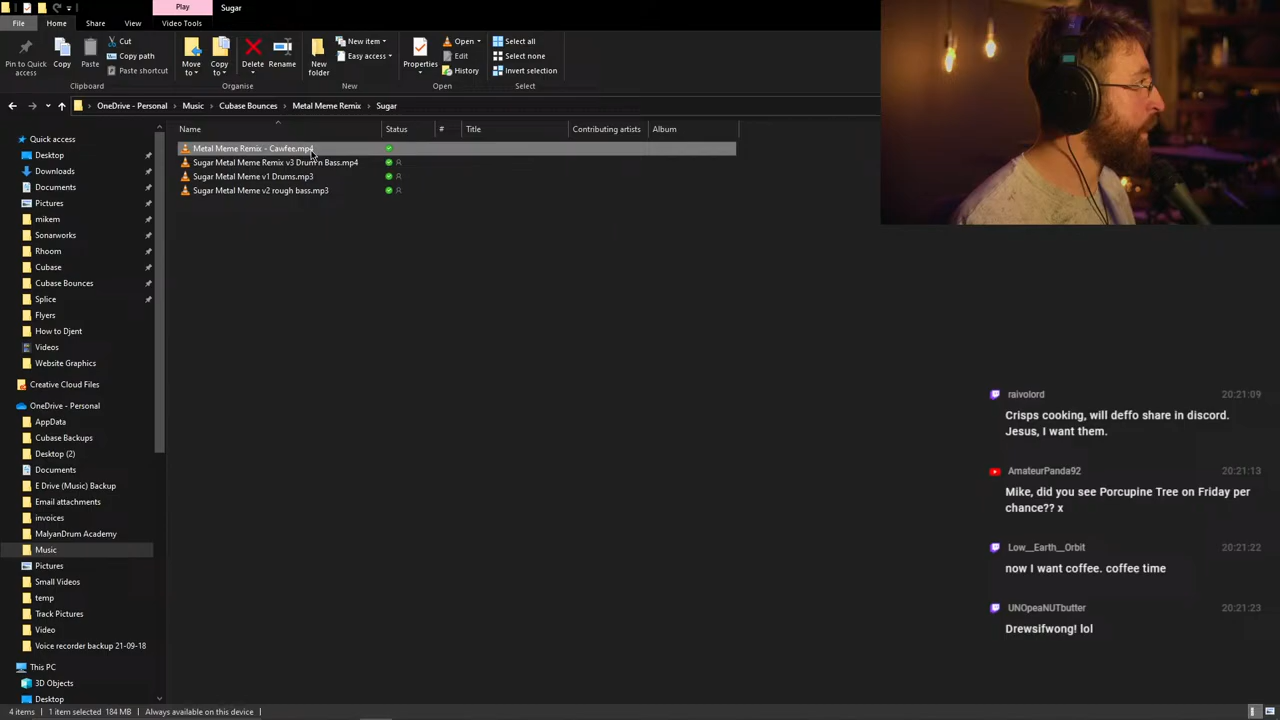 Play
Sugar
File
Home
Share
View
Video Tools
Pin to Quick access
Copy
Paste
Cut
Copy path
Paste shortcut
Clipboard
Move to
Copy to
Delete
Rename
Organise
New folder
New item
Easy access
New
Properties
Open
Edit
History
Open
Select all
Select none
Invert selection
Select
OneDrive - Personal
Music
Cubase Bounces
Metal Meme Remix
Sugar
Name
Status
#
Title
Contributing artists
Album
Metal Meme Remix - Cawfee.mp4
Sugar Metal Meme Remix v3 Drum n Bass.mp4
Sugar Metal Meme v1 Drums.mp3
Sugar Metal Meme v2 rough bass.mp3
Quick access
Desktop
Downloads
Documents
Pictures
mikem
Sonarworks
Rhoom
Cubase
Cubase Bounces
Splice
Flyers
How to Djent
Videos
Website Graphics
Creative Cloud Files
OneDrive - Personal
AppData
Cubase Backups
Desktop (2)
Documents
E Drive (Music) Backup
Email attachments
invoices
MalyanDrum Academy
Music
Pictures
Small Videos
temp
Track Pictures
Video
Voice recorder backup 21-09-18
This PC
3D Objects
Desktop
4 items
1 item selected 184 MB
Always available on this device
raivolord 20:21:09
Crisps cooking, will deffo share in discord.
Jesus, I want them.
AmateurPanda92 20:21:13
Mike, did you see Porcupine Tree on Friday per
chance?? x
Low__Earth__Orbit 20:21:22
now I want coffee. coffee time
UNOpeaNUTbutter 20:21:23
Drewsifwong! lol